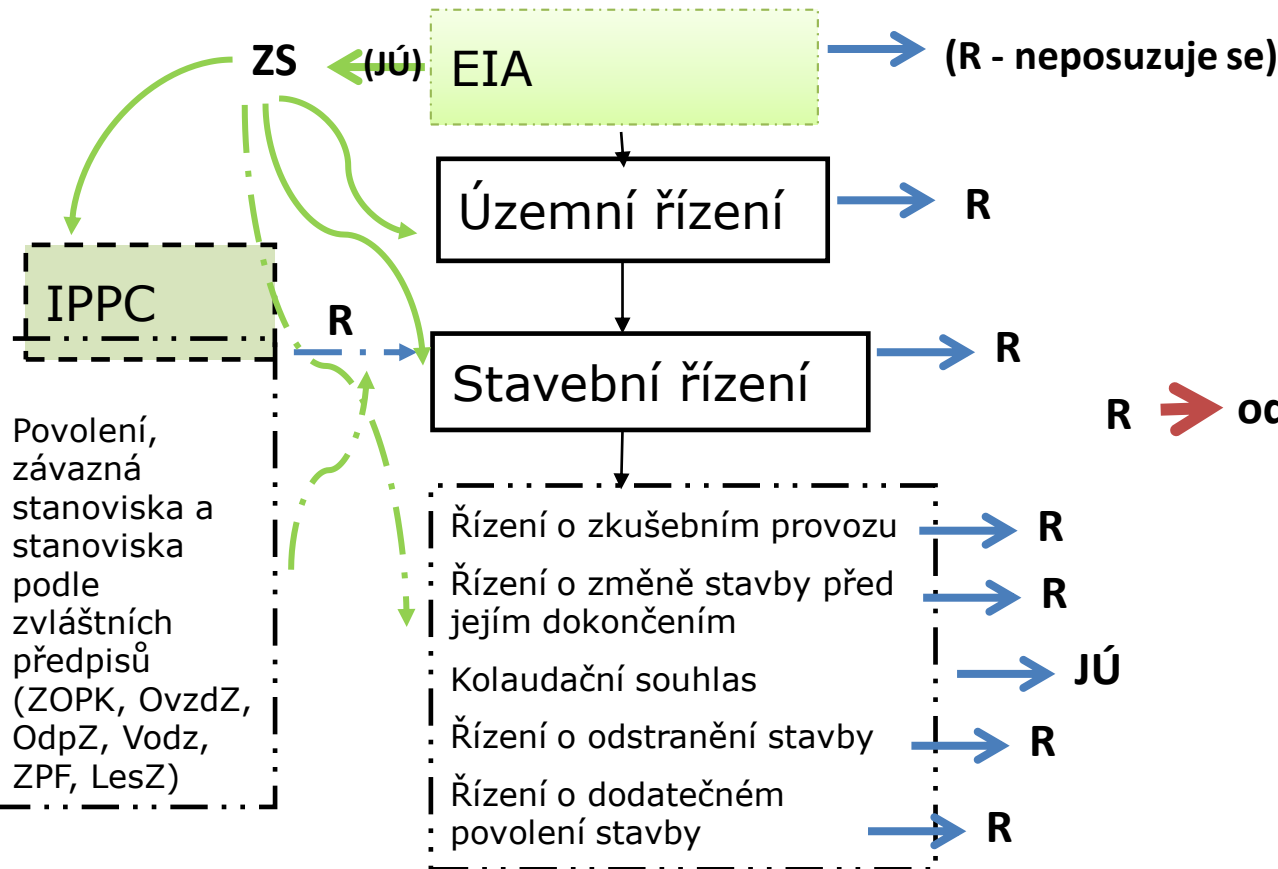 ZS
(JÚ)
EIA
(R - neposuzuje se)
Územní řízení
R
IPPC
R
Stavební řízení
R
R
Povolení,
závazná
stanoviska a
stanoviska
podle
zvláštních
předpisů
(ZOPK, OvzdZ,
OdpZ, Vodz,
ZPF, LesZ)
Řízení o zkušebním provozu
R
Řízení o změně stavby před
jejím dokončením
R
Kolaudační souhlas
JÚ
Řízení o odstranění stavby
R
Řízení o dodatečném
povolení stavby
R